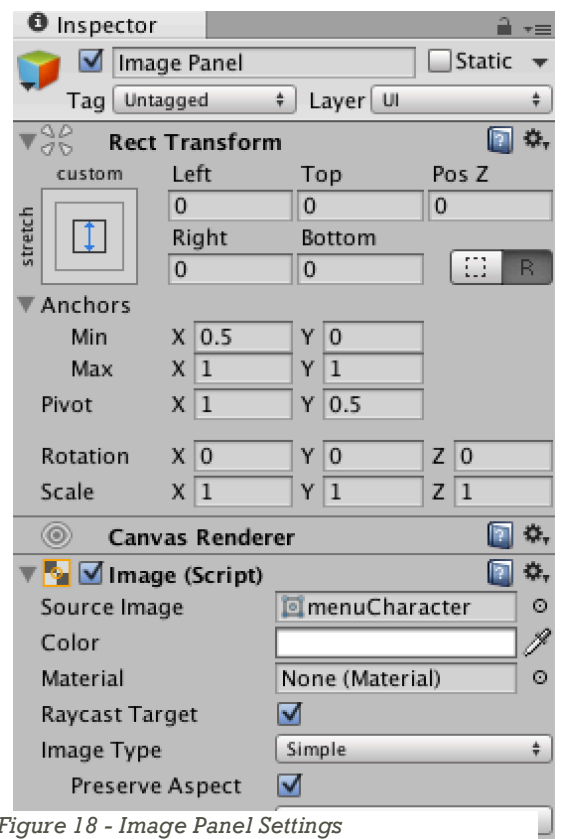 Inspector
Image Panel Static
Tag Untagged Layer UI
Rect Transform
custom Left Top Pos Z
stretch 0 0 0
Right Bottom
0 0 R
Anchors
Min X 0.5 Y 0
Max X 1 Y 1
Pivot X 1 Y 0.5
Rotation X 0 Y 0 Z 0
Scale X 1 Y 1 Z 1
Canvas Renderer
Image (Script)
Source Image menuCharacter
Color
Material None (Material)
Raycast Target
Image Type Simple
Preserve Aspect
Figure 18 - Image Panel Settings